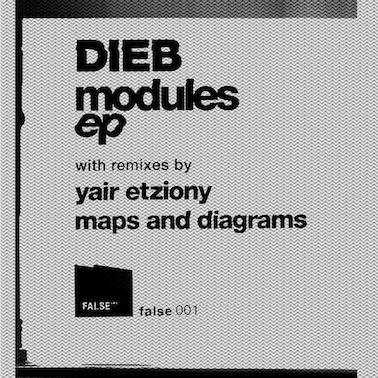 DIEB
modules
ep
with remixes by
yair etziony
maps and diagrams
FALSE
false 001